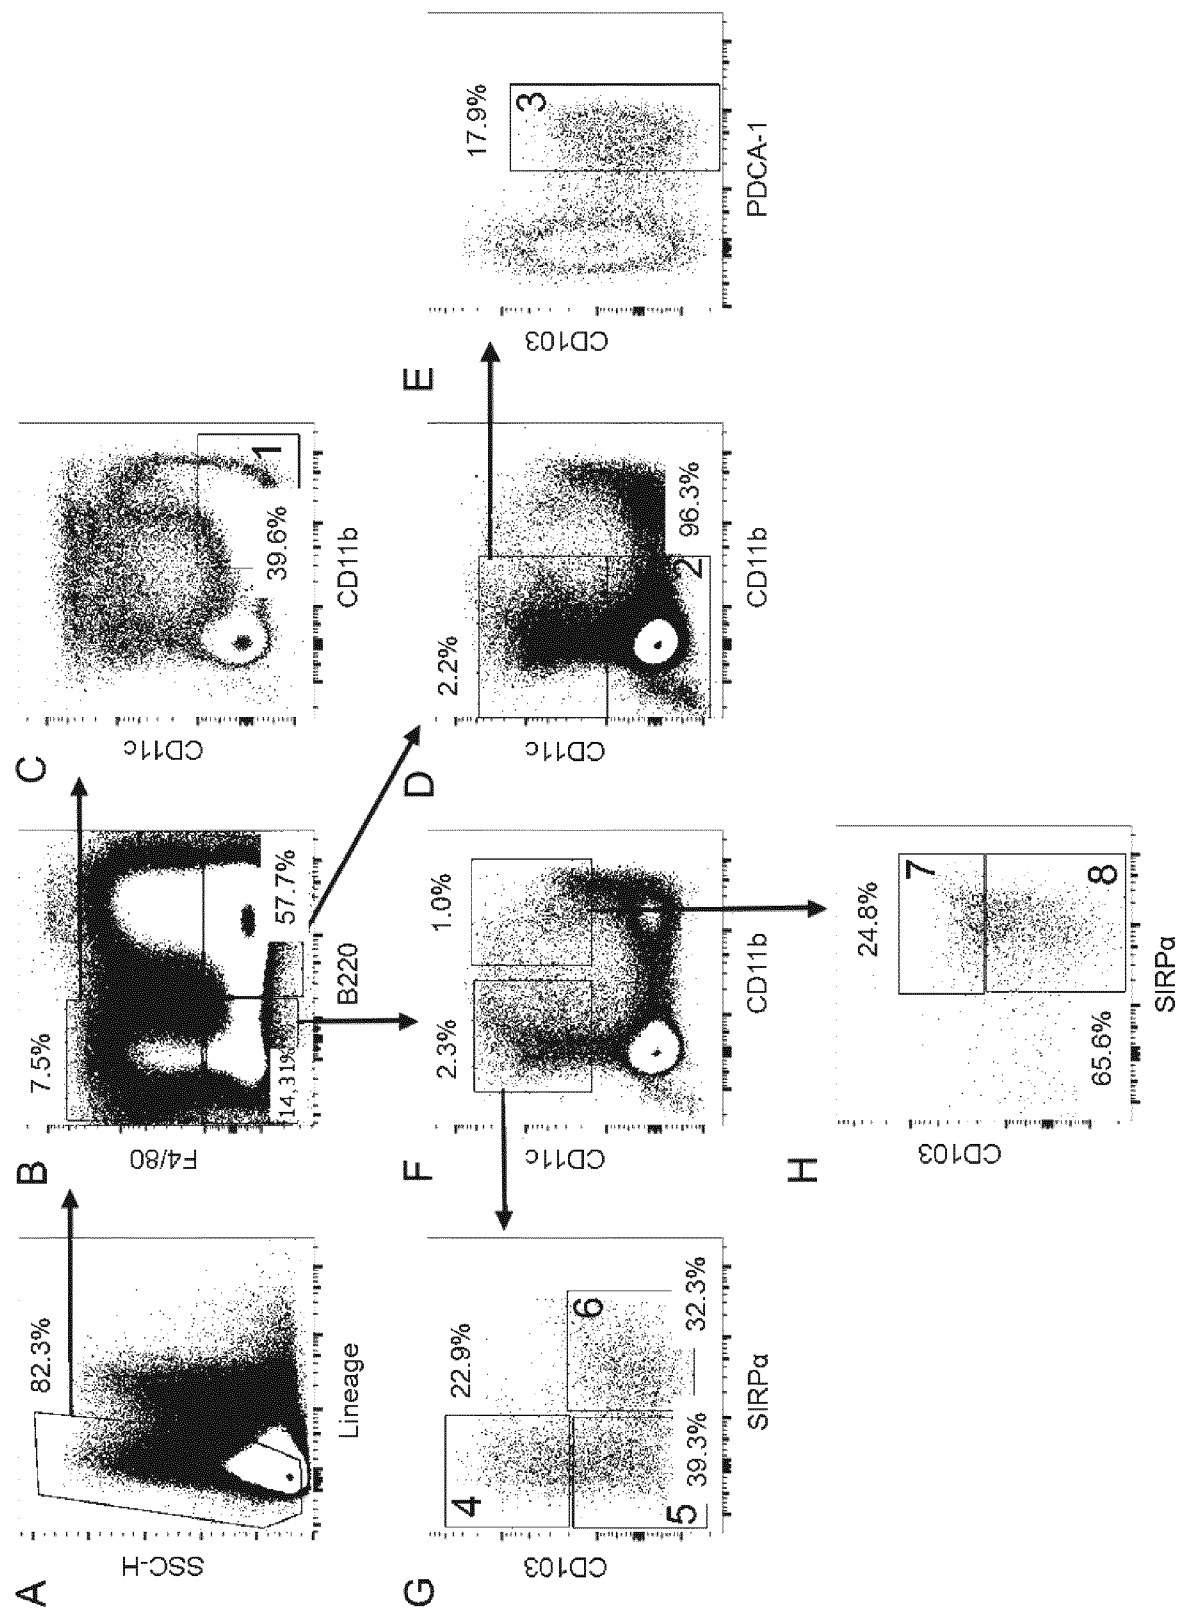 A
SSC-H
82.3%
Lineage
B
F4/80
7.5%
14,31%
57.7%
B220
C
CD11c
39.6%
1
CD11b
G
CD103
4
22.9%
5
39.3%
6
32.3%
SIRPα
F
CD11c
2.3%
1.0%
CD11b
D
CD11c
2.2%
2
96.3%
CD11b
E
CD103
17.9%
3
PDCA-1
H
CD103
24.8%
7
8
65.6%
SIRPα